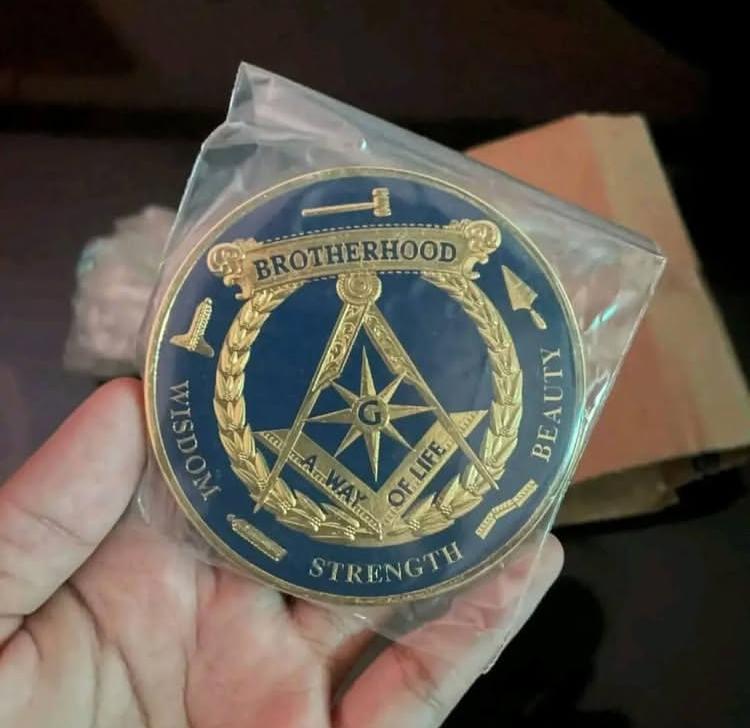 BROTHERHOOD
G
A WAY OF LIFE
WISDOM
STRENGTH
BEAUTY